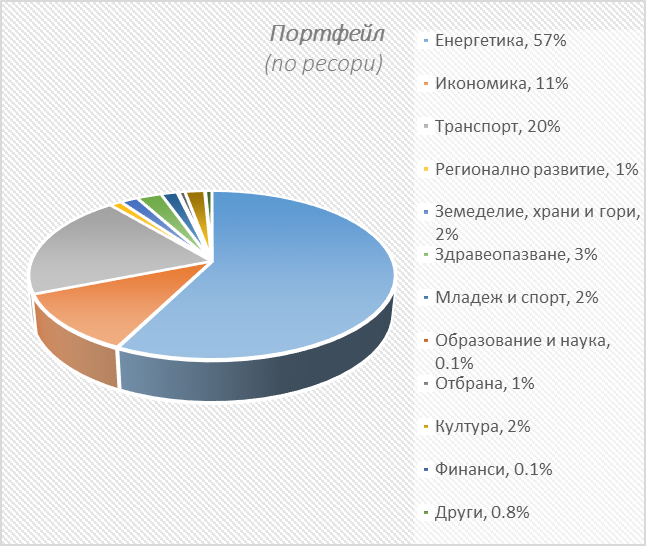 Портфейл
(по ресори)
Енергетика, 57%
Икономика, 11%
Транспорт, 20%
Регионално развитие, 1%
Земеделие, храни и гори,
2%
Здравеопазване, 3%
Младеж и спорт, 2%
Образование и наука,
0.1%
Отбрана, 1%
Култура, 2%
Финанси, 0.1%
Други, 0.8%